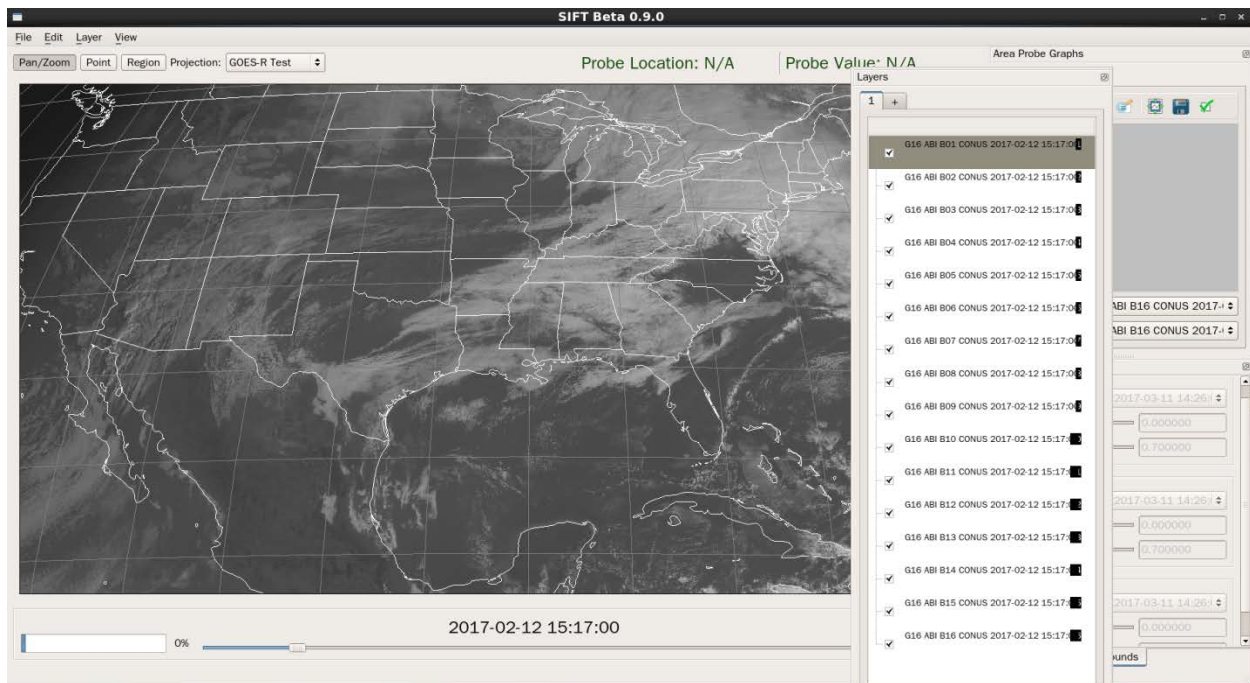 SIFT Beta 0.9.0
File Edit Layer View
Pan/Zoom Point Region Projection: GOES-R Test
Probe Location: N/A
Probe Value: N/A
Area Probe Graphs
Layers
1 +
G16 ABI B01 CONUS 2017-02-12 15:17:00
G16 ABI B02 CONUS 2017-02-12 15:17:00
G16 ABI B03 CONUS 2017-02-12 15:17:0
G16 ABI B04 CONUS 2017-02-12 15:17:0
G16 ABI B05 CONUS 2017-02-12 15:17:0
G16 ABI B06 CONUS 2017-02-12 15:17:0
G16 ABI B07 CONUS 2017-02-12 15:17:0
G16 ABI B08 CONUS 2017-02-12 15:17:0
G16 ABI B09 CONUS 2017-02-12 15:17:0
G16 ABI B10 CONUS 2017-02-12 15:17:
G16 ABI B11 CONUS 2017-02-12 15:17:
G16 ABI B12 CONUS 2017-02-12 15:17:
G16 ABI B13 CONUS 2017-02-12 15:17:
G16 ABI B14 CONUS 2017-02-12 15:17:
G16 ABI B15 CONUS 2017-02-12 15:17:
G16 ABI B16 CONUS 2017-02-12 15:17:
ABI B16 CONUS 2017-
ABI B16 CONUS 2017-
2017-03-11 14:26:
0.000000
0.700000
2017-03-11 14:26:
0.000000
0.700000
2017-03-11 14:26:
0.000000
ounds
2017-02-12 15:17:00
0%